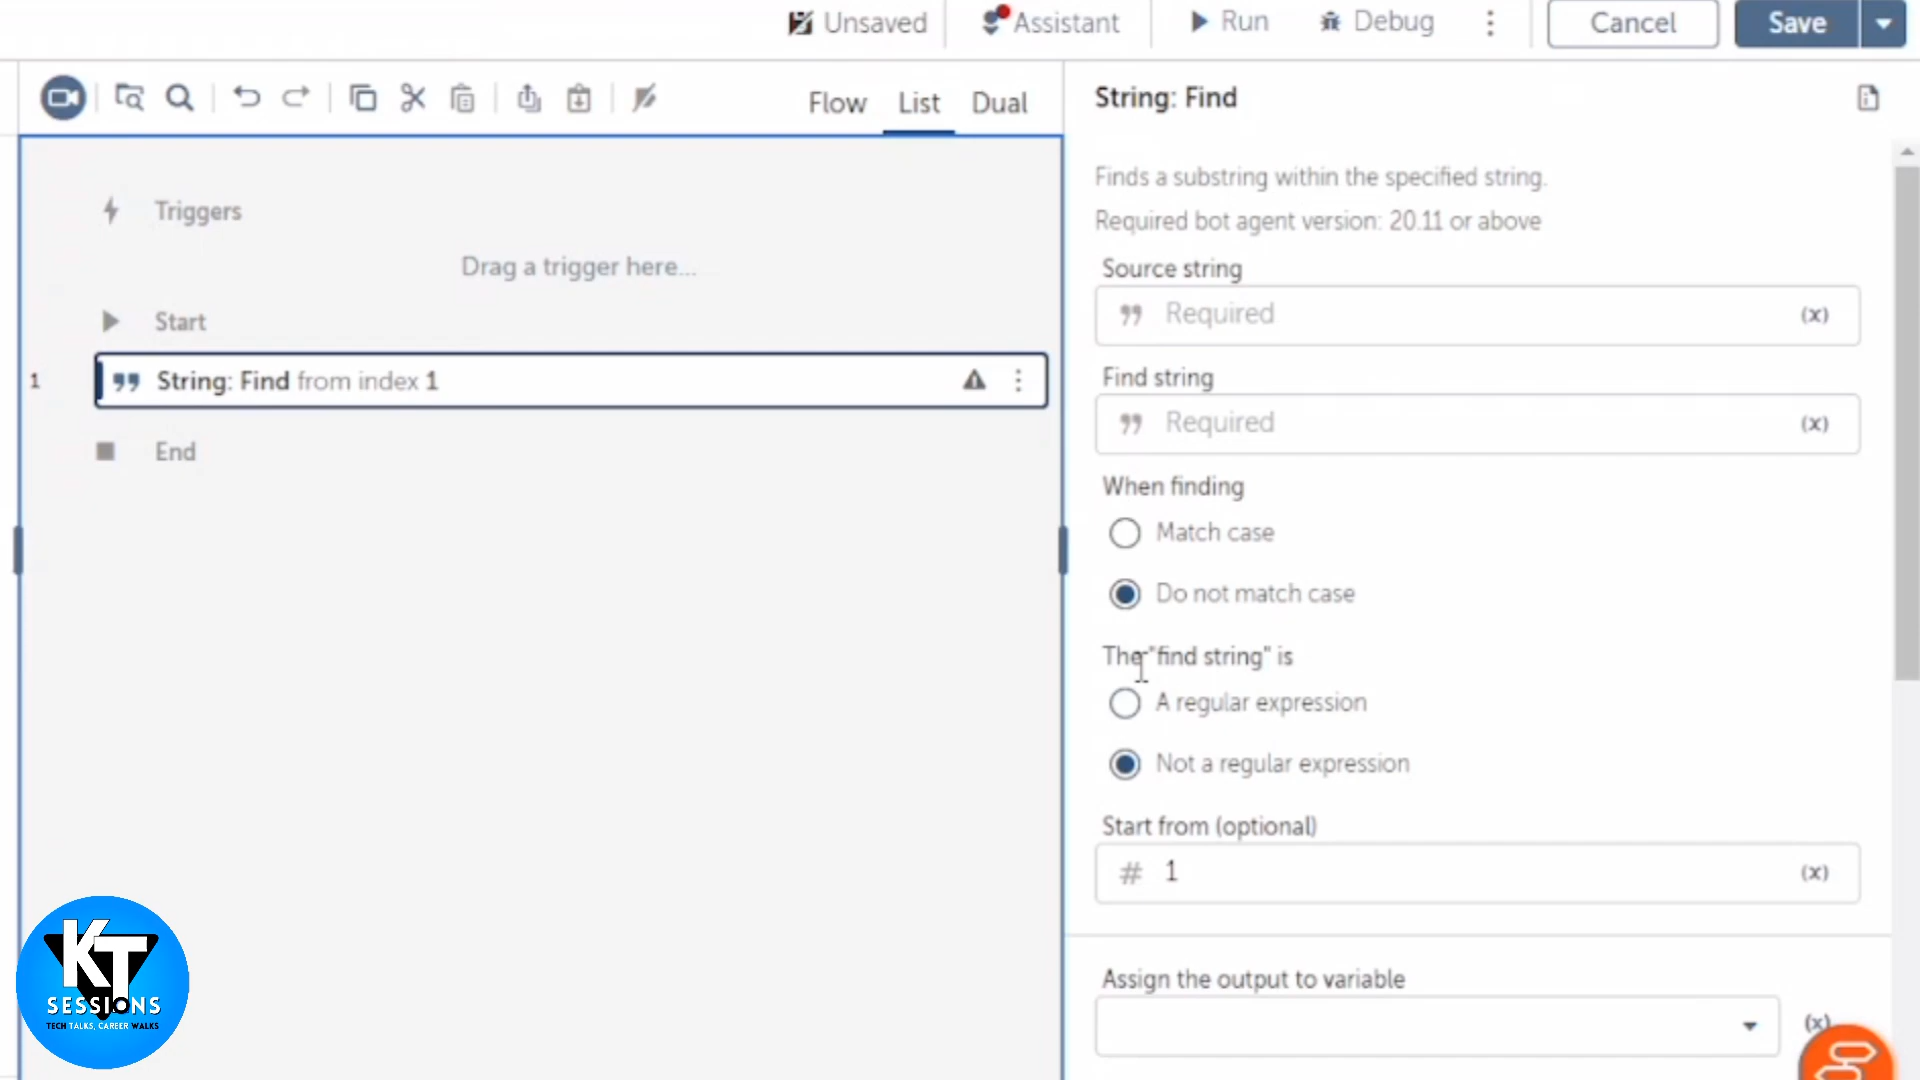 Unsaved Assistant Run Debug Cancel Save
Flow List Dual
String: Find
Finds a substring within the specified string.
Required bot agent version: 20.11 or above
Source string
Required (x)
Find string
Required (x)
When finding
Match case
Do not match case
The "find string" is
A regular expression
Not a regular expression
Start from (optional)
# 1 (x)
Assign the output to variable
(x)
Triggers
Drag a trigger here...
Start
1 String: Find from index 1
End
KT
SESSIONS
TECH TALKS, CAREER WALKS